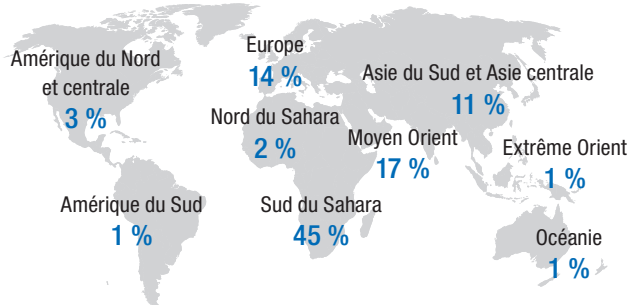 Amérique du Nord
et centrale
3 %
Europe
14 %
Asie du Sud et Asie centrale
11 %
Nord du Sahara
2 %
Moyen Orient
17 %
Extrême Orient
1 %
Amérique du Sud
1 %
Sud du Sahara
45 %
Océanie
1 %